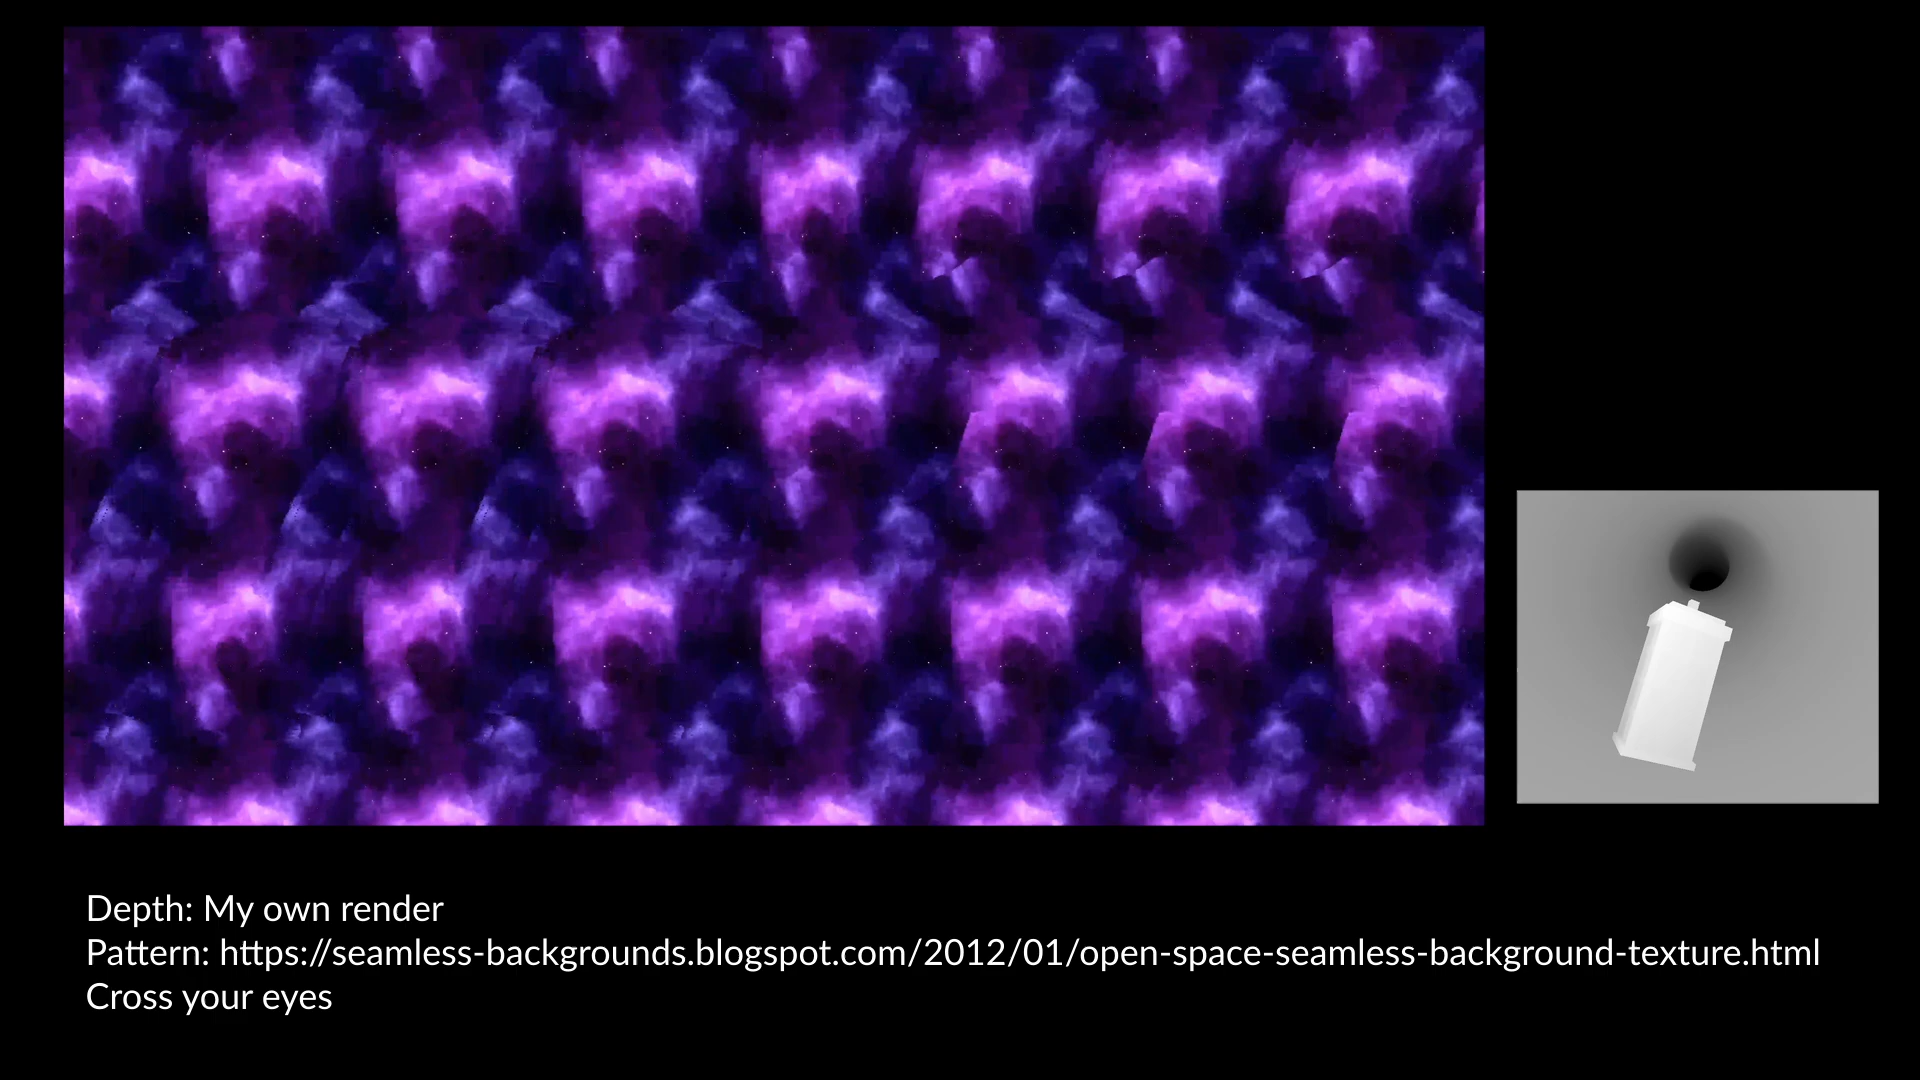 Depth: My own render
Pattern: https://seamless-backgrounds.blogspot.com/2012/01/open-space-seamless-background-texture.html
Cross your eyes